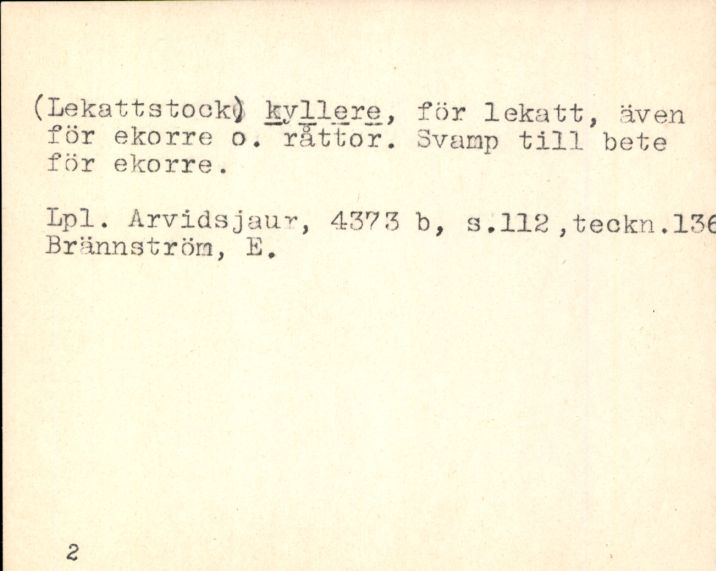 (Lekattstock) kyllere, för lekatt, även
för ekorre o. råttor. Svamp till bete
för ekorre.
Lpl. Arvidsjaur, 4373 b, s.112,teckn.136
Brännström, E.
2